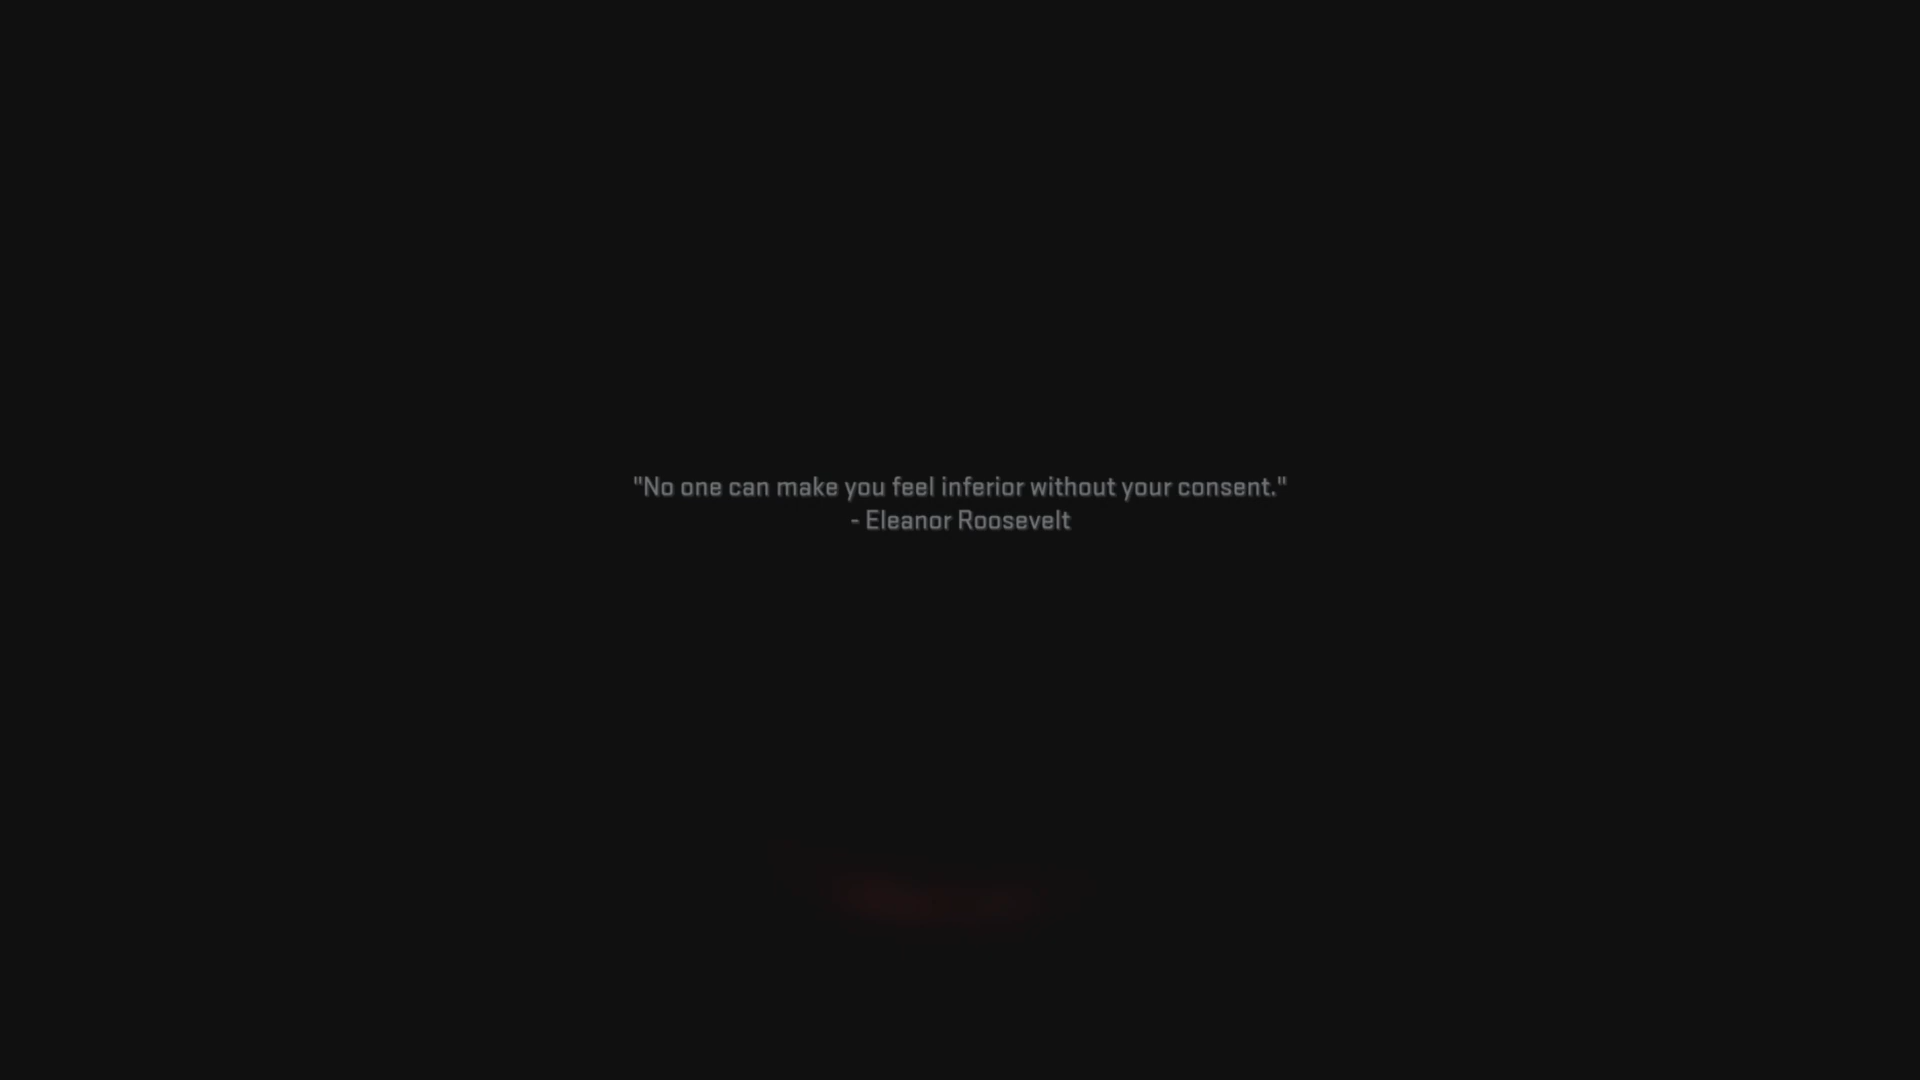 "No one can make you feel inferior without your consent."
- Eleanor Roosevelt